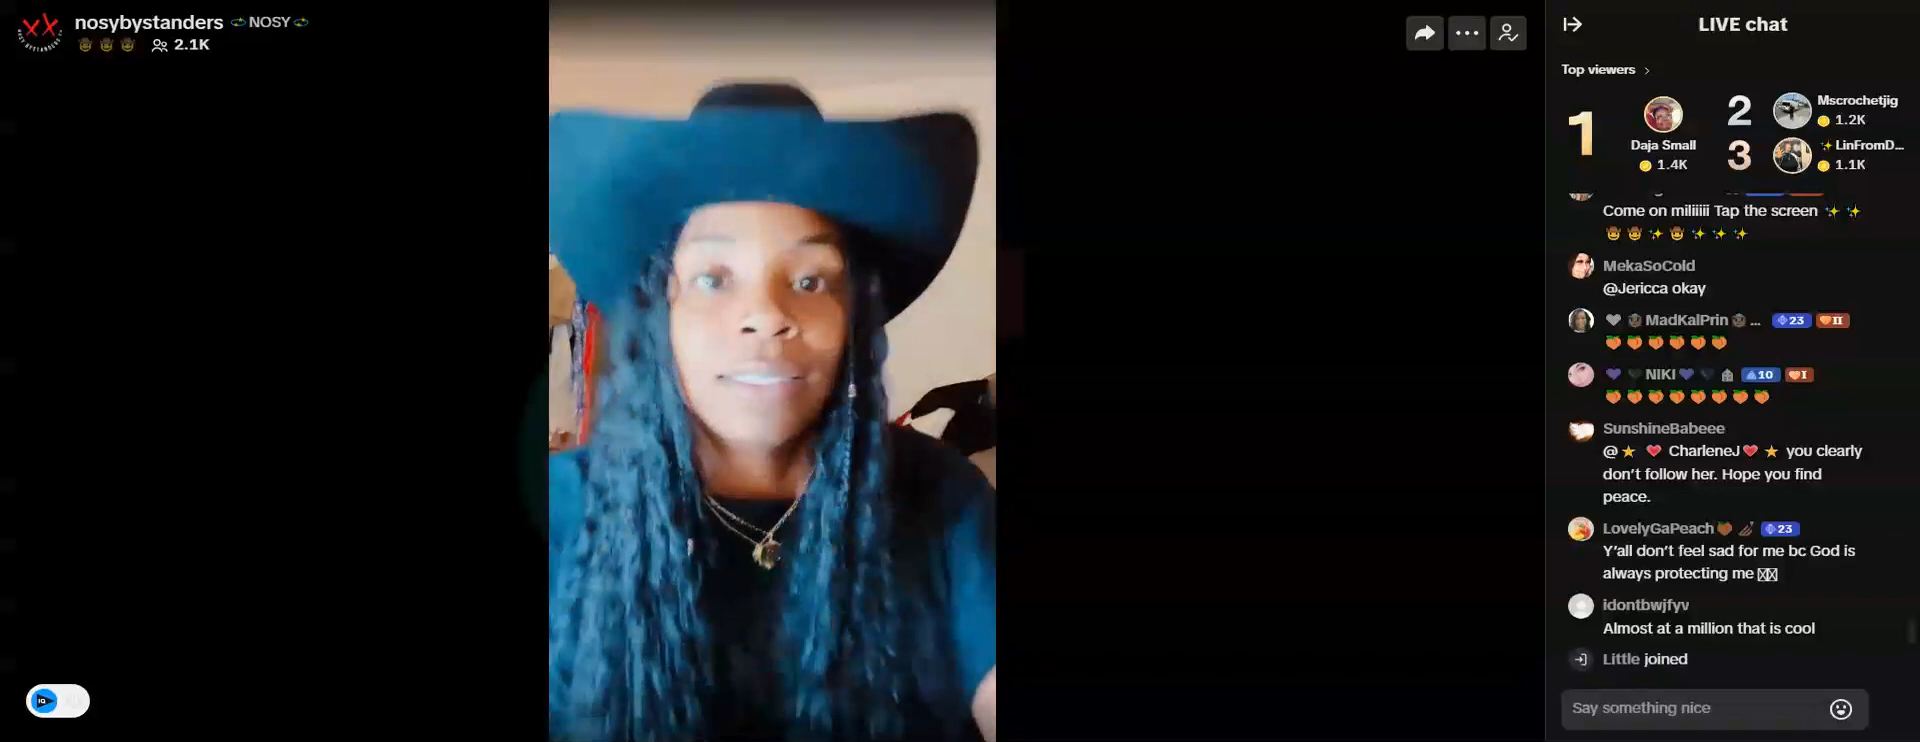 nosybystanders NOSY
2.1K
LIVE chat
Top viewers >
1
Daja Small
1.4K
2
Mscrochetjig
1.2K
3
LinFromD...
1.1K
Come on miliiiii Tap the screen
MekaSoCold
@Jericca okay
MadKalPrin ... 23 II
NIKI 10 I
SunshineBabeee
@ CharleneJ you clearly
don't follow her. Hope you find
peace.
LovelyGaPeach 23
Y'all don't feel sad for me bc God is
always protecting me
idontbwjfyv
Almost at a million that is cool
Little joined
Say something nice